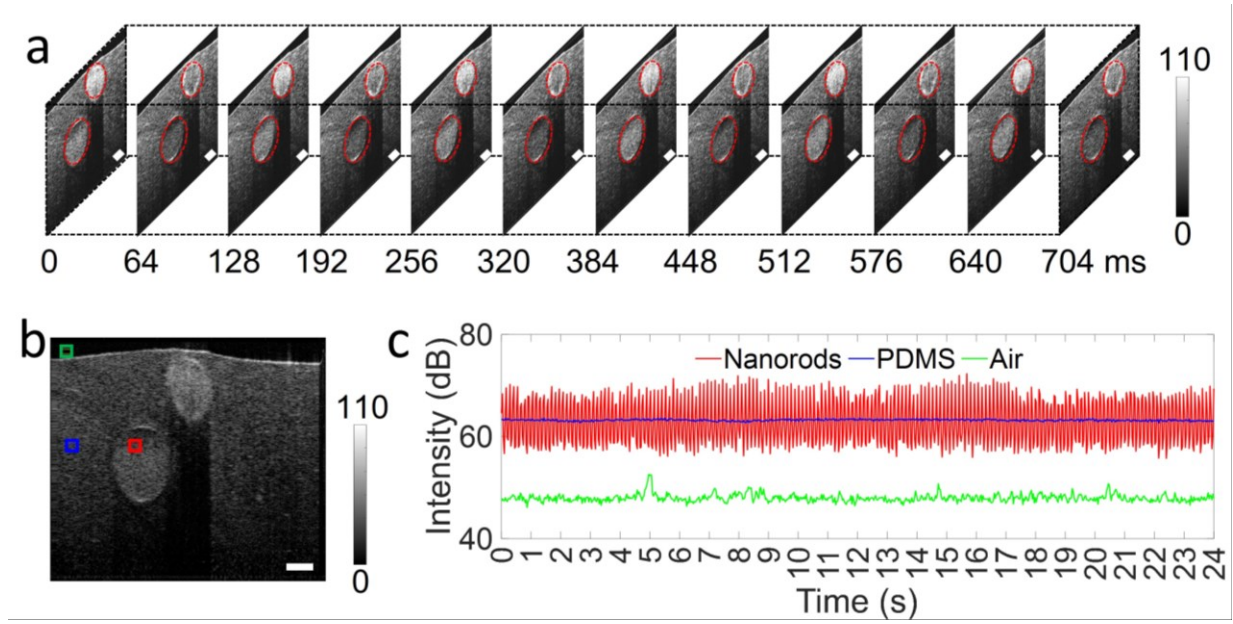 a
110
0
0 64 128 192 256 320 384 448 512 576 640 704 ms
b
110
0
c
Intensity (dB)
80
60
40
Nanorods PDMS Air
0 1 2 3 4 5 6 7 8 9 10 11 12 13 14 15 16 17 18 19 20 21 22 23 24
Time (s)